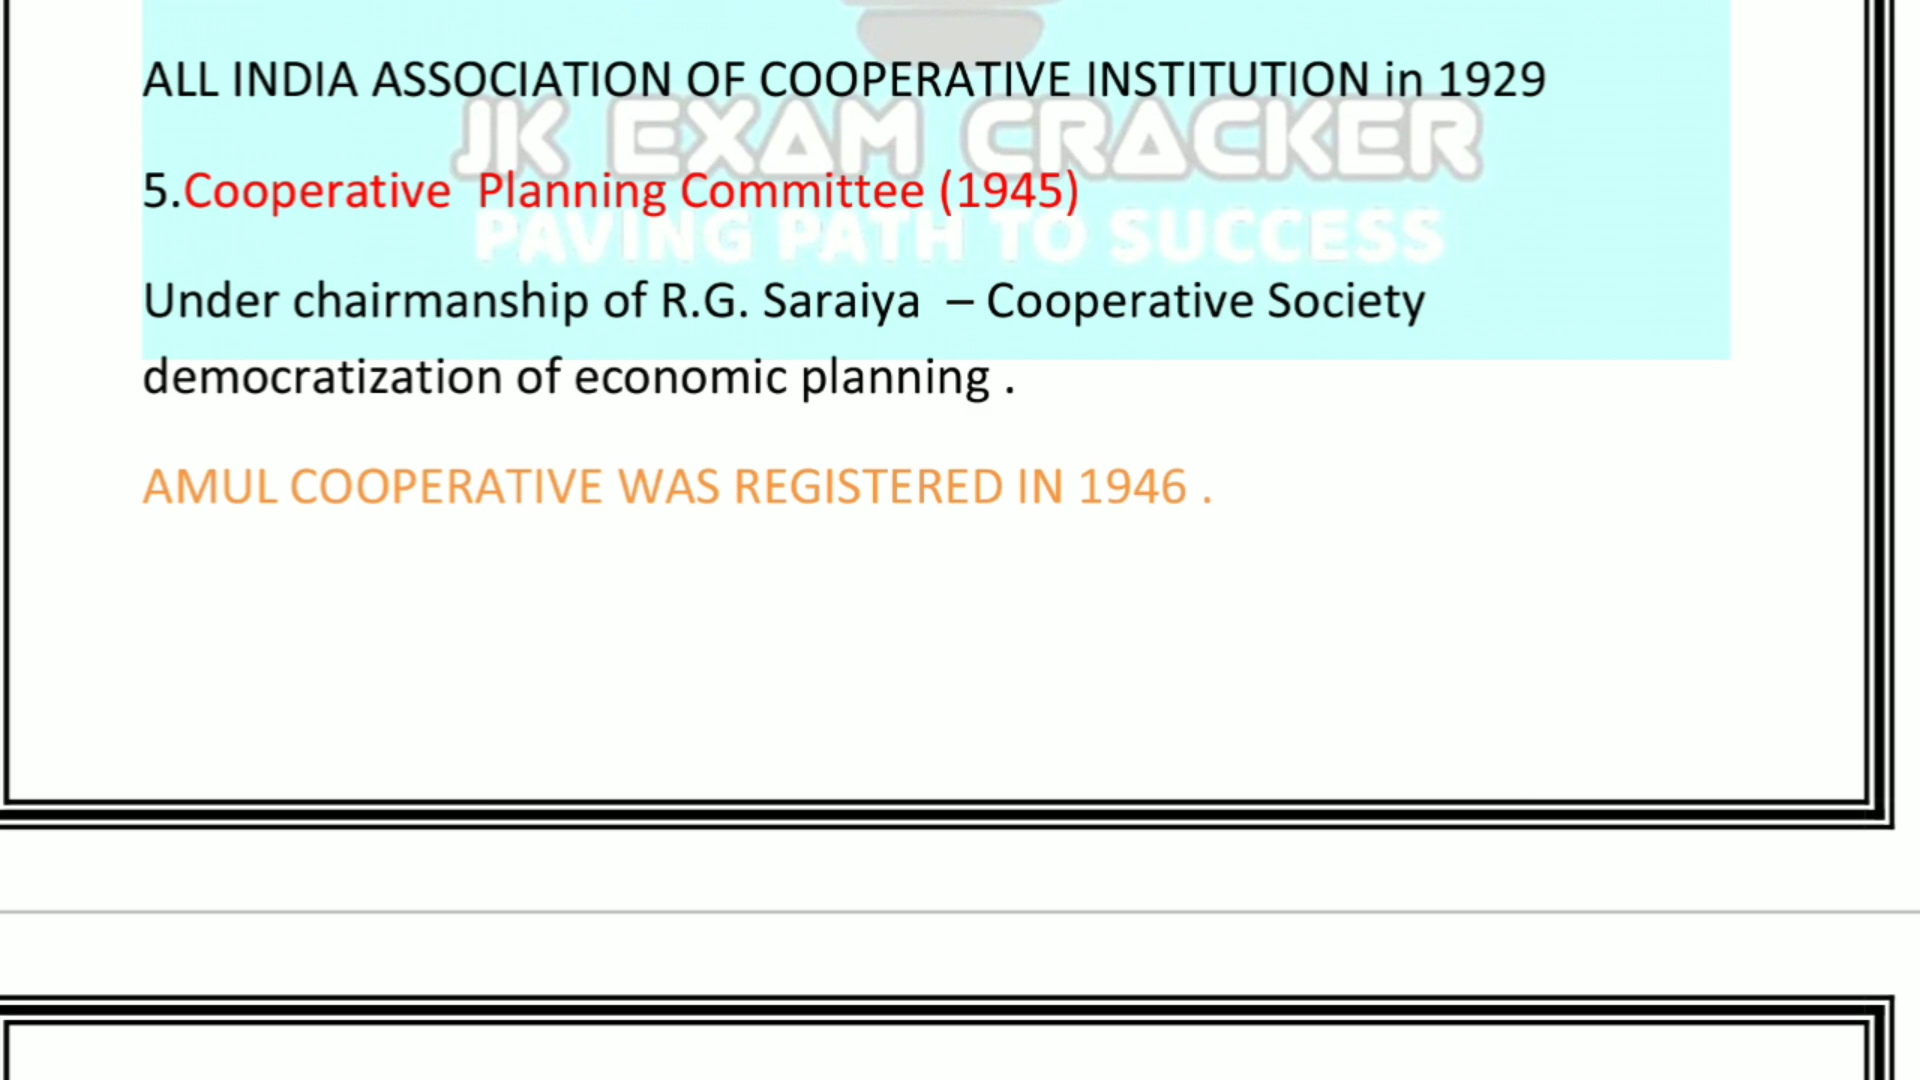 ALL INDIA ASSOCIATION OF COOPERATIVE INSTITUTION in 1929
JK EXAM CRACKER
5.Cooperative  Planning Committee (1945)
PAVING PATH TO SUCCESS
Under chairmanship of R.G. Saraiya  – Cooperative Society
democratization of economic planning .
AMUL COOPERATIVE WAS REGISTERED IN 1946 .